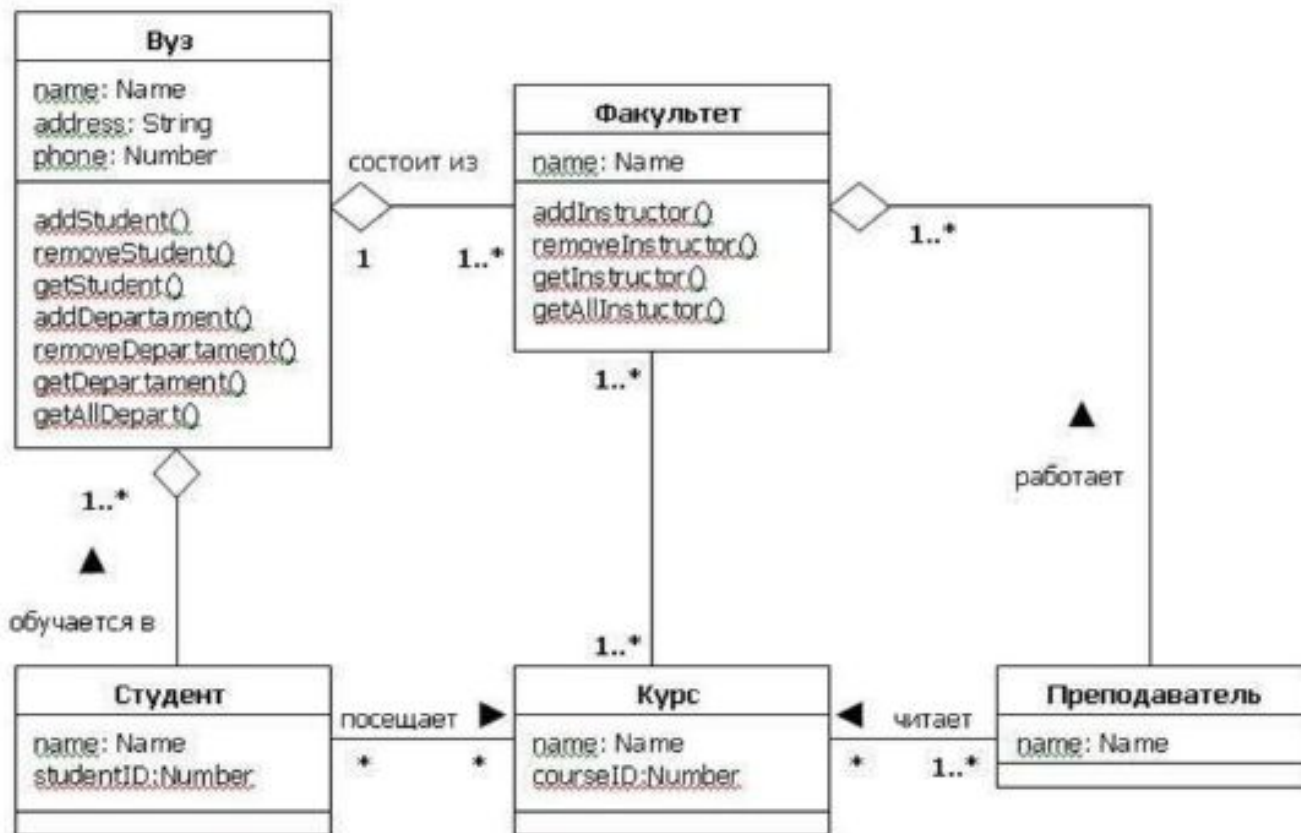 Вуз
name: Name
address: String
phone: Number
addStudent()
removeStudent()
getStudent()
addDepartament()
removeDepartament()
getDepartament()
getAllDepart()
состоит из
1
1..*
Факультет
name: Name
addInstructor()
removeInstructor()
getInstructor()
getAllInstuctor()
1..*
1..*
работает
1..*
обучается в
1..*
Студент
name: Name
studentID:Number
посещает
* *
Курс
name: Name
courseID:Number
читает
* 1..*
Преподаватель
name: Name